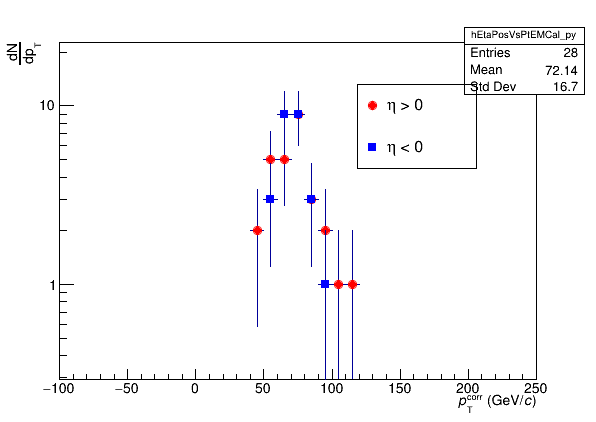 hEtaPosVsPtEMCal_py
Entries 28
Mean 72.14
Std Dev 16.7
dN
dp_T
η > 0
η < 0
10
1
−100 −50 0 50 100 150 200 250
p_T^corr (GeV/c)